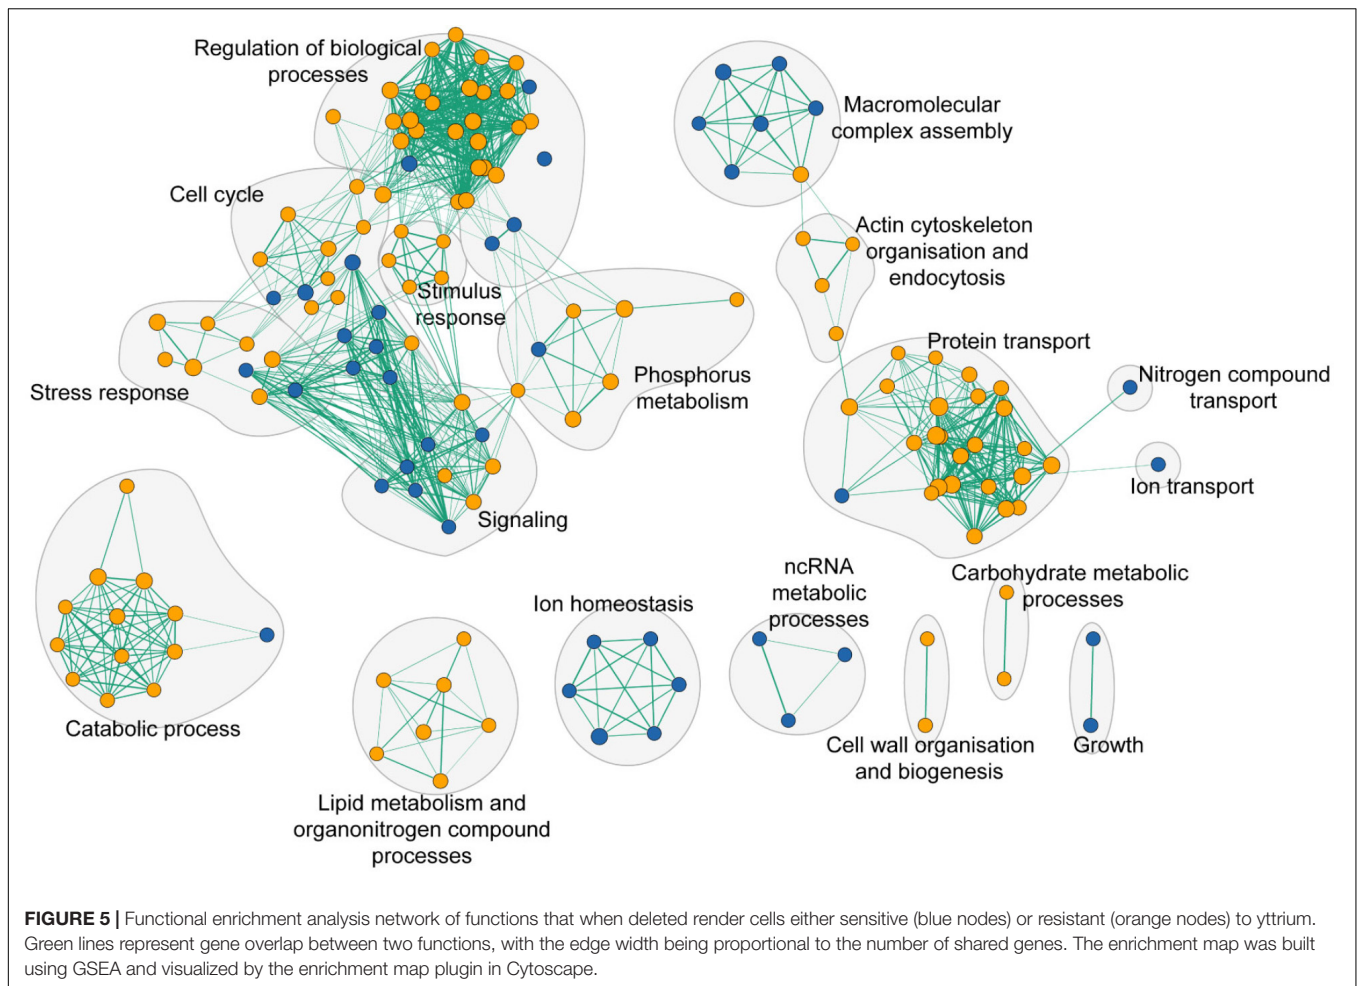 Regulation of biological
processes
Macromolecular
complex assembly
Cell cycle
Actin cytoskeleton
organisation and
endocytosis
Stimulus
response
Protein transport
Stress response
Phosphorus
metabolism
Nitrogen compound
transport
Ion transport
Signaling
Catabolic process
Ion homeostasis
ncRNA
metabolic
processes
Carbohydrate metabolic
processes
Lipid metabolism and
organonitrogen compound
processes
Cell wall organisation
and biogenesis
Growth
FIGURE 5 | Functional enrichment analysis network of functions that when deleted render cells either sensitive (blue nodes) or resistant (orange nodes) to yttrium.
Green lines represent gene overlap between two functions, with the edge width being proportional to the number of shared genes. The enrichment map was built
using GSEA and visualized by the enrichment map plugin in Cytoscape.